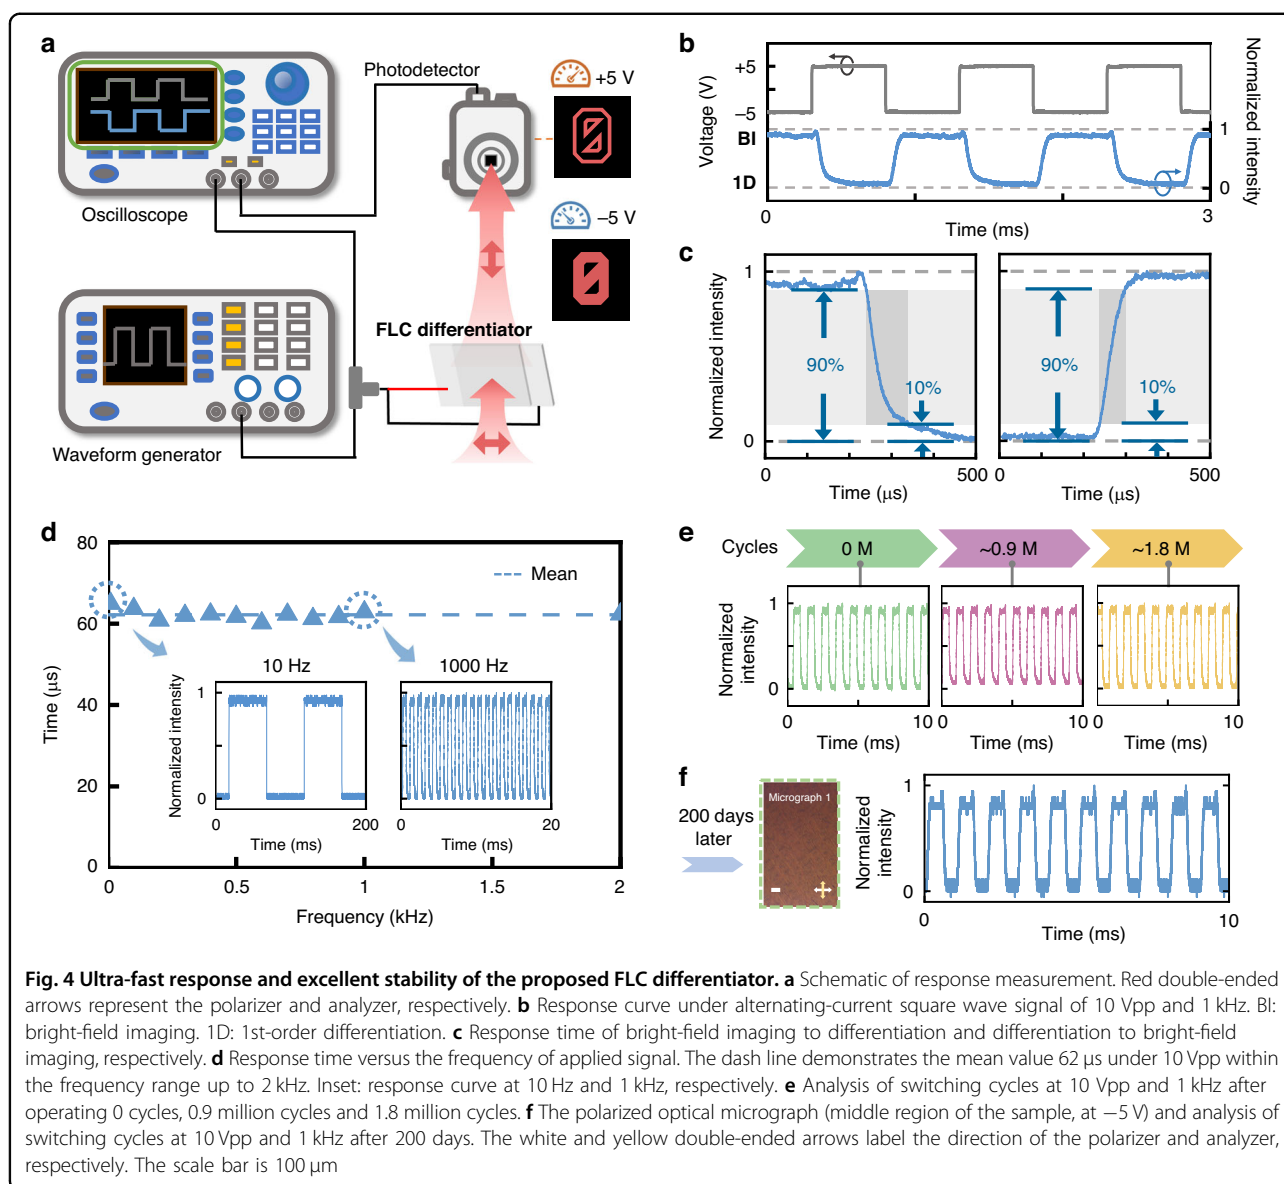 a
Photodetector
+5 V
−5 V
Oscilloscope
FLC differentiator
Waveform generator
b
Voltage (V)
+5
−5
BI
1D
1
0
Normalized intensity
0
3
Time (ms)
c
Normalized intensity
1
0
90%
10%
0
500
Time (μs)
90%
10%
0
500
Time (μs)
d
Time (μs)
80
60
40
20
0
Mean
10 Hz
Normalized intensity
1
0
0
200
Time (ms)
1000 Hz
0
20
Time (ms)
0
0.5
1
1.5
2
Frequency (kHz)
e
Cycles
0 M
~0.9 M
~1.8 M
Normalized
intensity
1
0
0
10
Time (ms)
0
10
Time (ms)
0
10
Time (ms)
f
200 days
later
Micrograph 1
Normalized
intensity
1
0
0
10
Time (ms)
Fig. 4 Ultra-fast response and excellent stability of the proposed FLC differentiator. a Schematic of response measurement. Red double-ended
arrows represent the polarizer and analyzer, respectively. b Response curve under alternating-current square wave signal of 10 Vpp and 1 kHz. BI:
bright-field imaging. 1D: 1st-order differentiation. c Response time of bright-field imaging to differentiation and differentiation to bright-field
imaging, respectively. d Response time versus the frequency of applied signal. The dash line demonstrates the mean value 62 μs under 10 Vpp within
the frequency range up to 2 kHz. Inset: response curve at 10 Hz and 1 kHz, respectively. e Analysis of switching cycles at 10 Vpp and 1 kHz after
operating 0 cycles, 0.9 million cycles and 1.8 million cycles. f The polarized optical micrograph (middle region of the sample, at −5 V) and analysis of
switching cycles at 10 Vpp and 1 kHz after 200 days. The white and yellow double-ended arrows label the direction of the polarizer and analyzer,
respectively. The scale bar is 100 μm